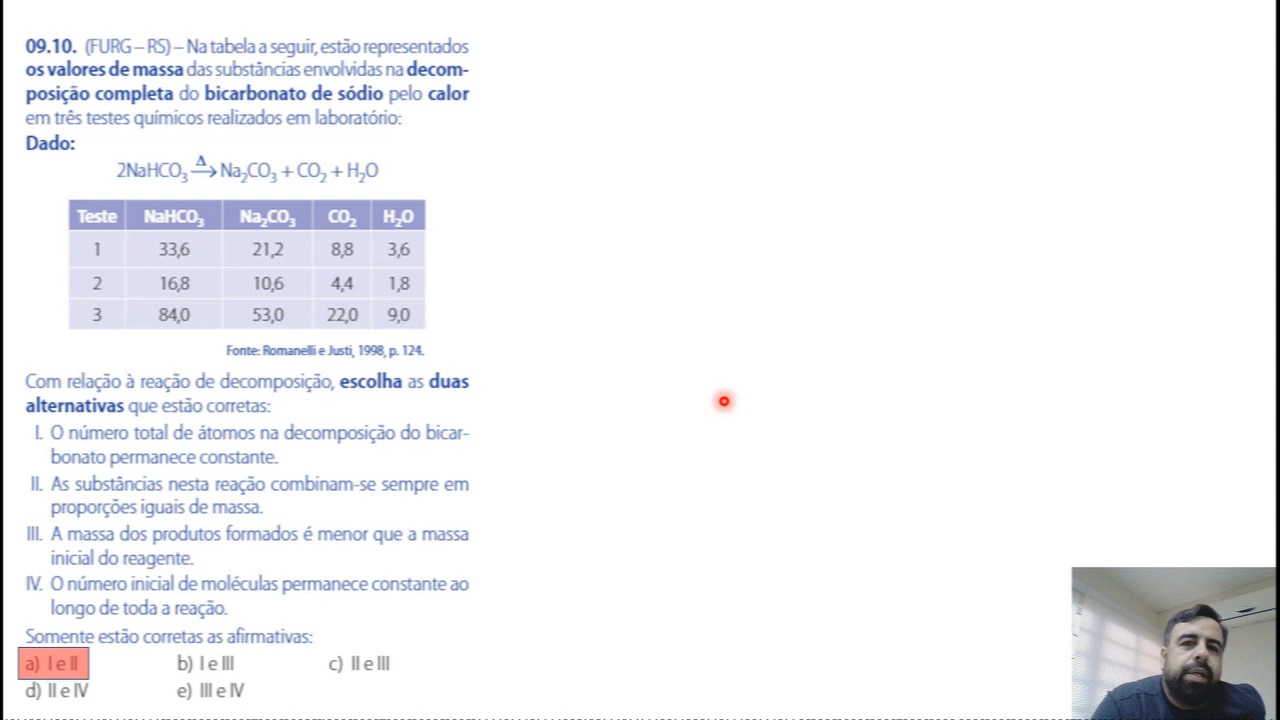 09.10. (FURG – RS) – Na tabela a seguir, estão representados
os valores de massa das substâncias envolvidas na decom-
posição completa do bicarbonato de sódio pelo calor
em três testes químicos realizados em laboratório:
Dado:
2NaHCO₃ —Δ→ Na₂CO₃ + CO₂ + H₂O
Teste NaHCO₃ Na₂CO₃ CO₂ H₂O
1 33,6 21,2 8,8 3,6
2 16,8 10,6 4,4 1,8
3 84,0 53,0 22,0 9,0
Fonte: Romanelli e Justi, 1998, p. 124.
Com relação à reação de decomposição, escolha as duas
alternativas que estão corretas:
I. O número total de átomos na decomposição do bicar-
bonato permanece constante.
II. As substâncias nesta reação combinam-se sempre em
proporções iguais de massa.
III. A massa dos produtos formados é menor que a massa
inicial do reagente.
IV. O número inicial de moléculas permanece constante ao
longo de toda a reação.
Somente estão corretas as afirmativas:
a) I e II b) I e III c) II e III
d) II e IV e) III e IV